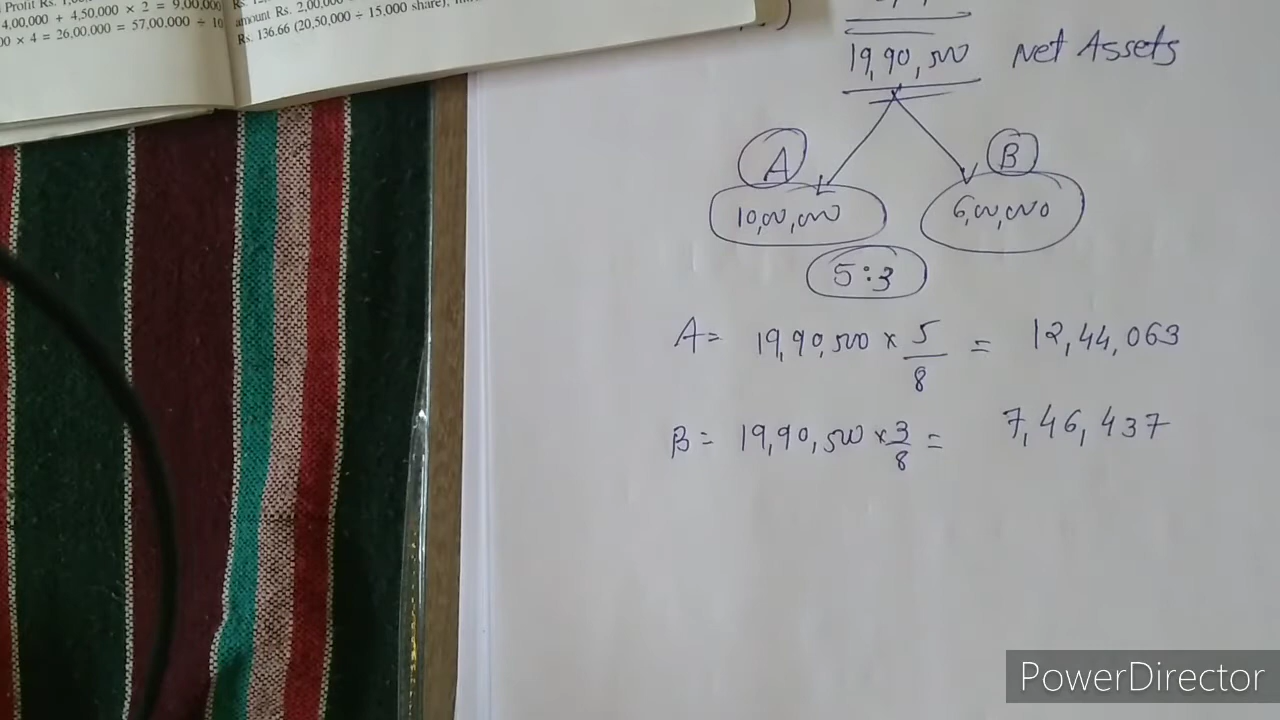 Profit Rs.
4,00,000 + 4,50,000 × 2 = 9,00,000
00 × 4 = 26,00,000 = 57,00,000 ÷ 10
amount Rs. 2,00,000
Rs. 136.66 (20,50,000 ÷ 15,000 share),
19,90,500 Net Assets
A B
10,00,000 6,00,000
5:3
A = 19,90,500 × 5/8 = 12,44,063
B = 19,90,500 × 3/8 = 7,46,437
PowerDirector